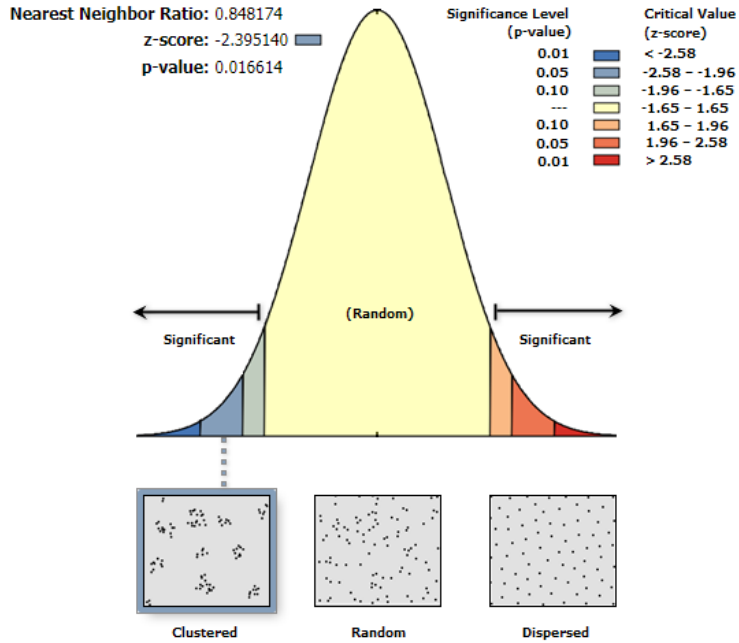 Nearest Neighbor Ratio: 0.848174
z-score: -2.395140
p-value: 0.016614
Significance Level
(p-value)
Critical Value
(z-score)
0.01 < -2.58
0.05 -2.58 – -1.96
0.10 -1.96 – -1.65
--- -1.65 – 1.65
0.10 1.65 – 1.96
0.05 1.96 – 2.58
0.01 > 2.58
Significant
(Random)
Significant
Clustered
Random
Dispersed